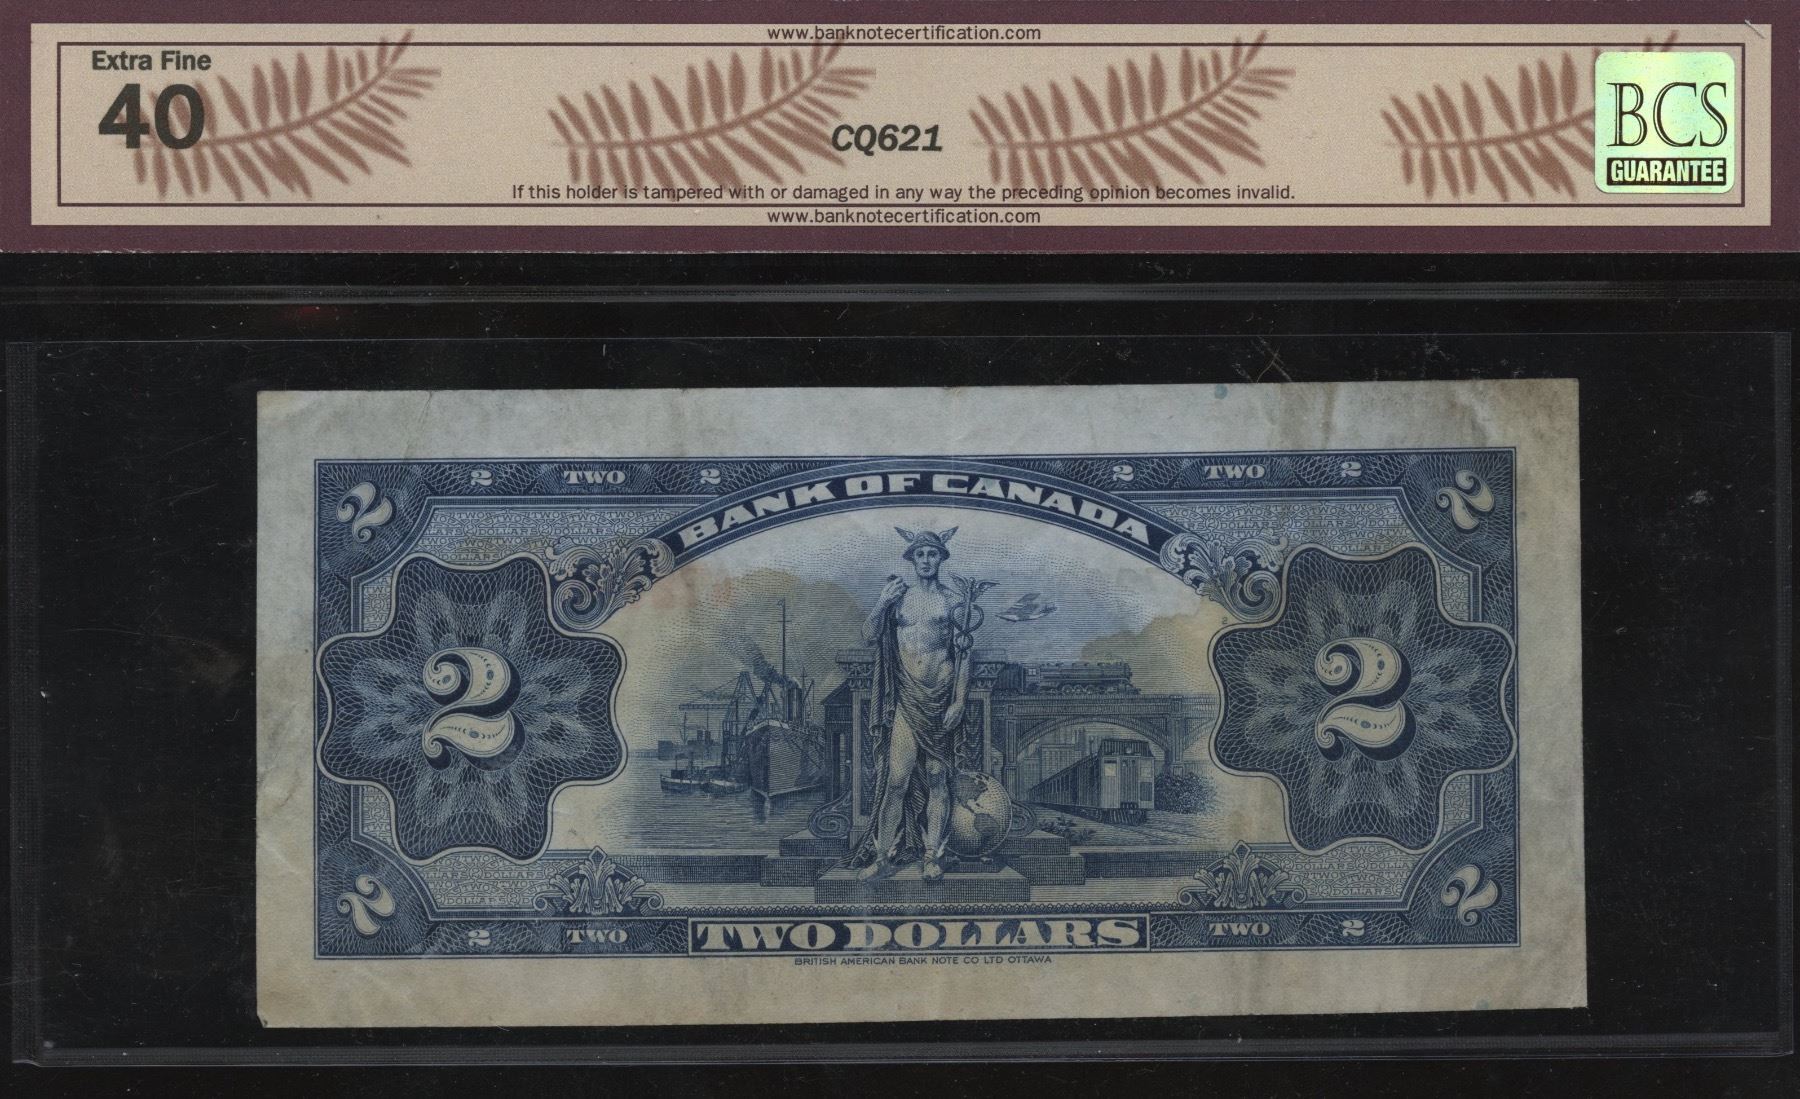 www.banknotecertification.com
Extra Fine
40
CQ621
BCS
GUARANTEE
If this holder is tampered with or damaged in any way the preceding opinion becomes invalid.
www.banknotecertification.com
2 TWO 2 2 TWO 2
2 2
BANK OF CANADA
2 2
2 2
2 TWO TWO DOLLARS TWO 2
BRITISH AMERICAN BANK NOTE CO LTD OTTAWA